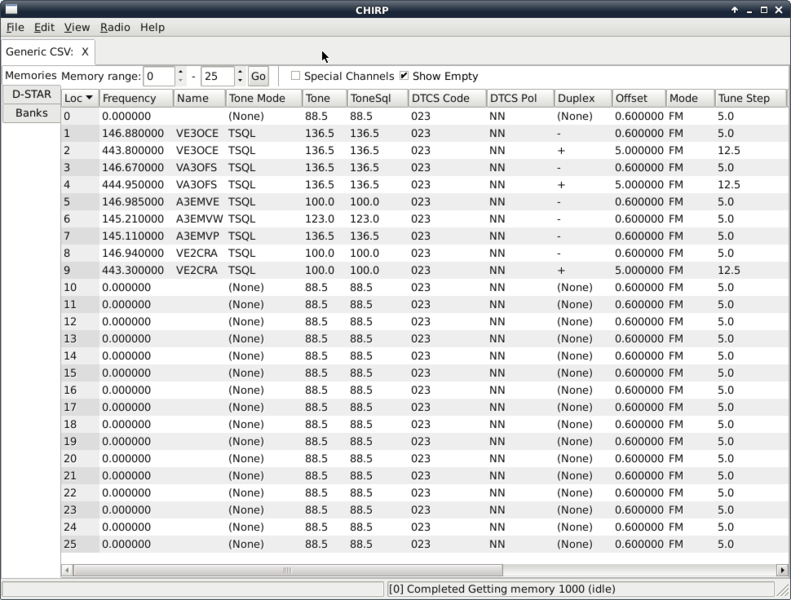 CHIRP
File Edit View Radio Help
Generic CSV: X
Memories Memory range: 0 - 25 Go Special Channels Show Empty
D-STAR
Banks
Loc Frequency Name Tone Mode Tone ToneSql DTCS Code DTCS Pol Duplex Offset Mode Tune Step
0 0.000000 (None) 88.5 88.5 023 NN (None) 0.600000 FM 5.0
1 146.880000 VE3OCE TSQL 136.5 136.5 023 NN - 0.600000 FM 5.0
2 443.800000 VE3OCE TSQL 136.5 136.5 023 NN + 5.000000 FM 12.5
3 146.670000 VA3OFS TSQL 136.5 136.5 023 NN - 0.600000 FM 5.0
4 444.950000 VA3OFS TSQL 136.5 136.5 023 NN + 5.000000 FM 12.5
5 146.985000 A3EMVE TSQL 100.0 100.0 023 NN - 0.600000 FM 5.0
6 145.210000 A3EMVW TSQL 123.0 123.0 023 NN - 0.600000 FM 5.0
7 145.110000 A3EMVP TSQL 136.5 136.5 023 NN - 0.600000 FM 5.0
8 146.940000 VE2CRA TSQL 100.0 100.0 023 NN - 0.600000 FM 5.0
9 443.300000 VE2CRA TSQL 100.0 100.0 023 NN + 5.000000 FM 12.5
10 0.000000 (None) 88.5 88.5 023 NN (None) 0.600000 FM 5.0
11 0.000000 (None) 88.5 88.5 023 NN (None) 0.600000 FM 5.0
12 0.000000 (None) 88.5 88.5 023 NN (None) 0.600000 FM 5.0
13 0.000000 (None) 88.5 88.5 023 NN (None) 0.600000 FM 5.0
14 0.000000 (None) 88.5 88.5 023 NN (None) 0.600000 FM 5.0
15 0.000000 (None) 88.5 88.5 023 NN (None) 0.600000 FM 5.0
16 0.000000 (None) 88.5 88.5 023 NN (None) 0.600000 FM 5.0
17 0.000000 (None) 88.5 88.5 023 NN (None) 0.600000 FM 5.0
18 0.000000 (None) 88.5 88.5 023 NN (None) 0.600000 FM 5.0
19 0.000000 (None) 88.5 88.5 023 NN (None) 0.600000 FM 5.0
20 0.000000 (None) 88.5 88.5 023 NN (None) 0.600000 FM 5.0
21 0.000000 (None) 88.5 88.5 023 NN (None) 0.600000 FM 5.0
22 0.000000 (None) 88.5 88.5 023 NN (None) 0.600000 FM 5.0
23 0.000000 (None) 88.5 88.5 023 NN (None) 0.600000 FM 5.0
24 0.000000 (None) 88.5 88.5 023 NN (None) 0.600000 FM 5.0
25 0.000000 (None) 88.5 88.5 023 NN (None) 0.600000 FM 5.0
[0] Completed Getting memory 1000 (idle)